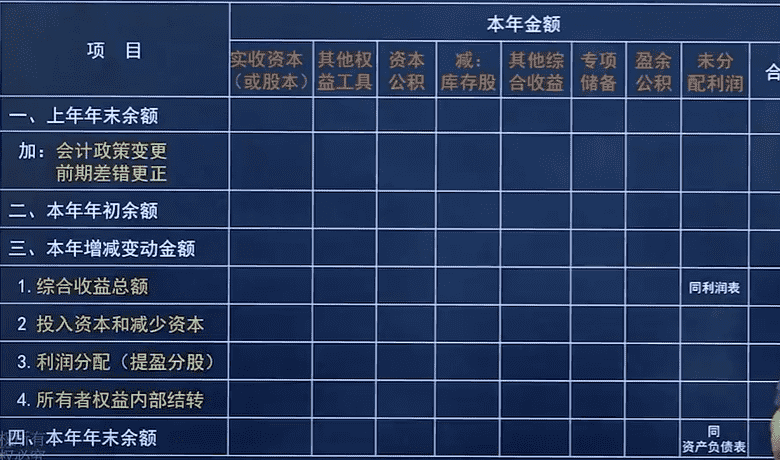 本年金额
项 目
实收资本
（或股本）
其他权
益工具
资本
公积
减：
库存股
其他综
合收益
专项
储备
盈余
公积
未分
配利润
合
一、上年年末余额
加：会计政策变更
前期差错更正
二、本年年初余额
三、本年增减变动金额
1.综合收益总额
同利润表
2 投入资本和减少资本
3.利润分配（提盈分股）
4.所有者权益内部结转
四、本年年末余额
同
资产负债表